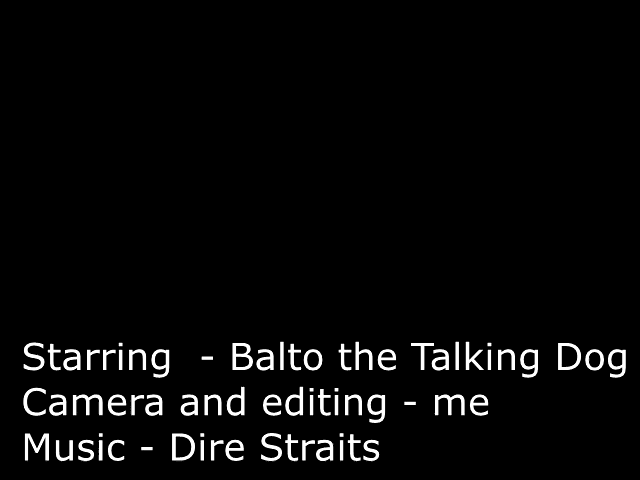 Starring  - Balto the Talking Dog
Camera and editing - me
Music - Dire Straits